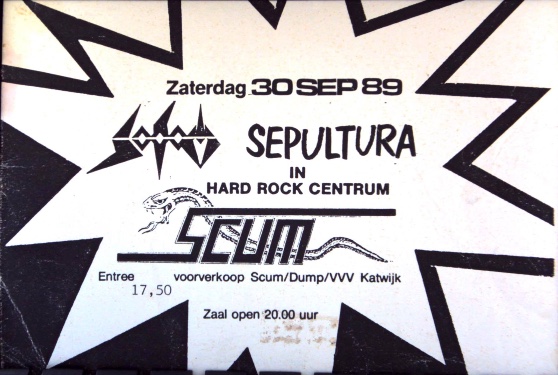 Zaterdag 30 SEP 89
SODOM SEPULTURA
IN
HARD ROCK CENTRUM
SCUM
Entree voorverkoop Scum/Dump/VVV Katwijk
17,50
Zaal open 20.00 uur